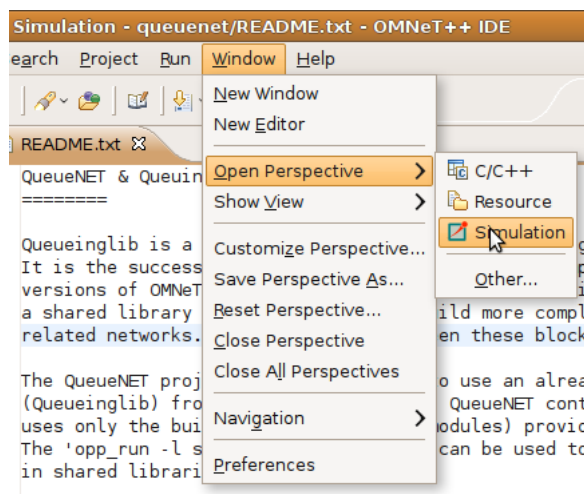 Simulation - queuenet/README.txt - OMNeT++ IDE
earch Project Run Window Help
README.txt
New Window
New Editor
Open Perspective
Show View
Customize Perspective...
Save Perspective As...
Reset Perspective...
Close Perspective
Close All Perspectives
Navigation
Preferences
C/C++
Resource
Simulation
Other...
QueueNET & Queuin
========
Queueinglib is a
It is the success
versions of OMNeT
a shared library ild more compl
related networks. en these block
The QueueNET proj o use an alrea
(Queueinglib) fro QueueNET cont
uses only the bui odules) provid
The 'opp_run -l s can be used to
in shared librari